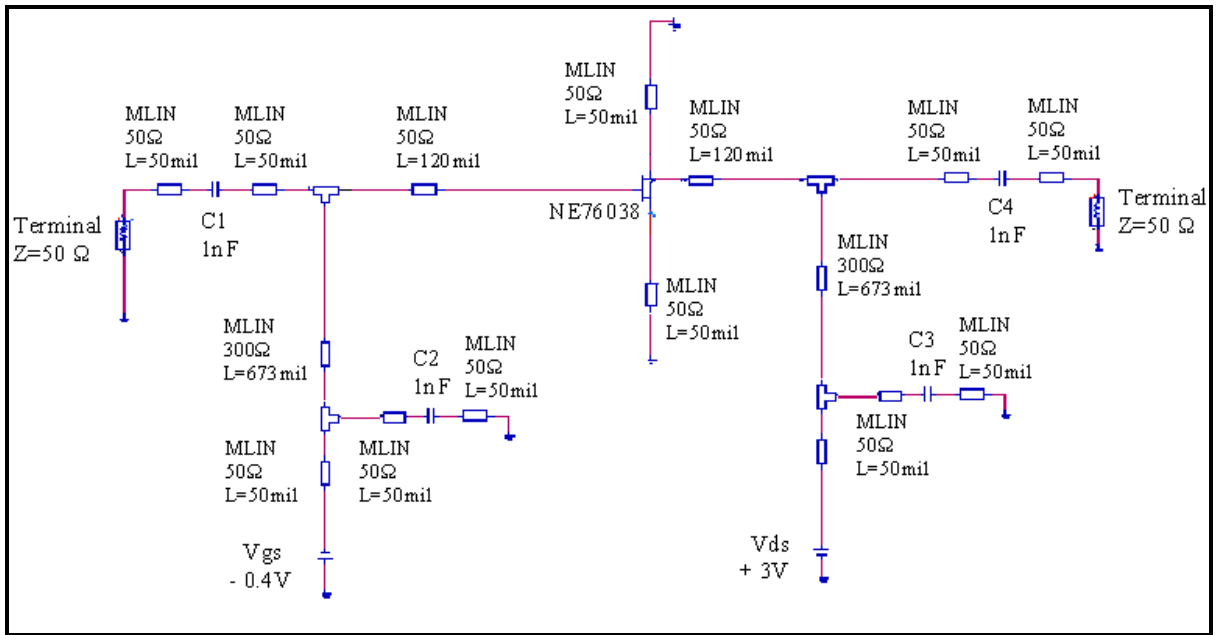 MLIN
50Ω
L=50mil
MLIN
50Ω
L=50mil
MLIN
50Ω
L=50mil
MLIN
50Ω
L=120mil
MLIN
50Ω
L=120mil
MLIN
50Ω
L=50mil
MLIN
50Ω
L=50mil
Terminal
Z=50 Ω
C1
1nF
NE76038
C4
1nF
Terminal
Z=50 Ω
MLIN
300Ω
L=673mil
MLIN
50Ω
L=50mil
MLIN
300Ω
L=673mil
C2
1nF
MLIN
50Ω
L=50mil
C3
1nF
MLIN
50Ω
L=50mil
MLIN
50Ω
L=50mil
MLIN
50Ω
L=50mil
MLIN
50Ω
L=50mil
Vgs
- 0.4V
Vds
+ 3V